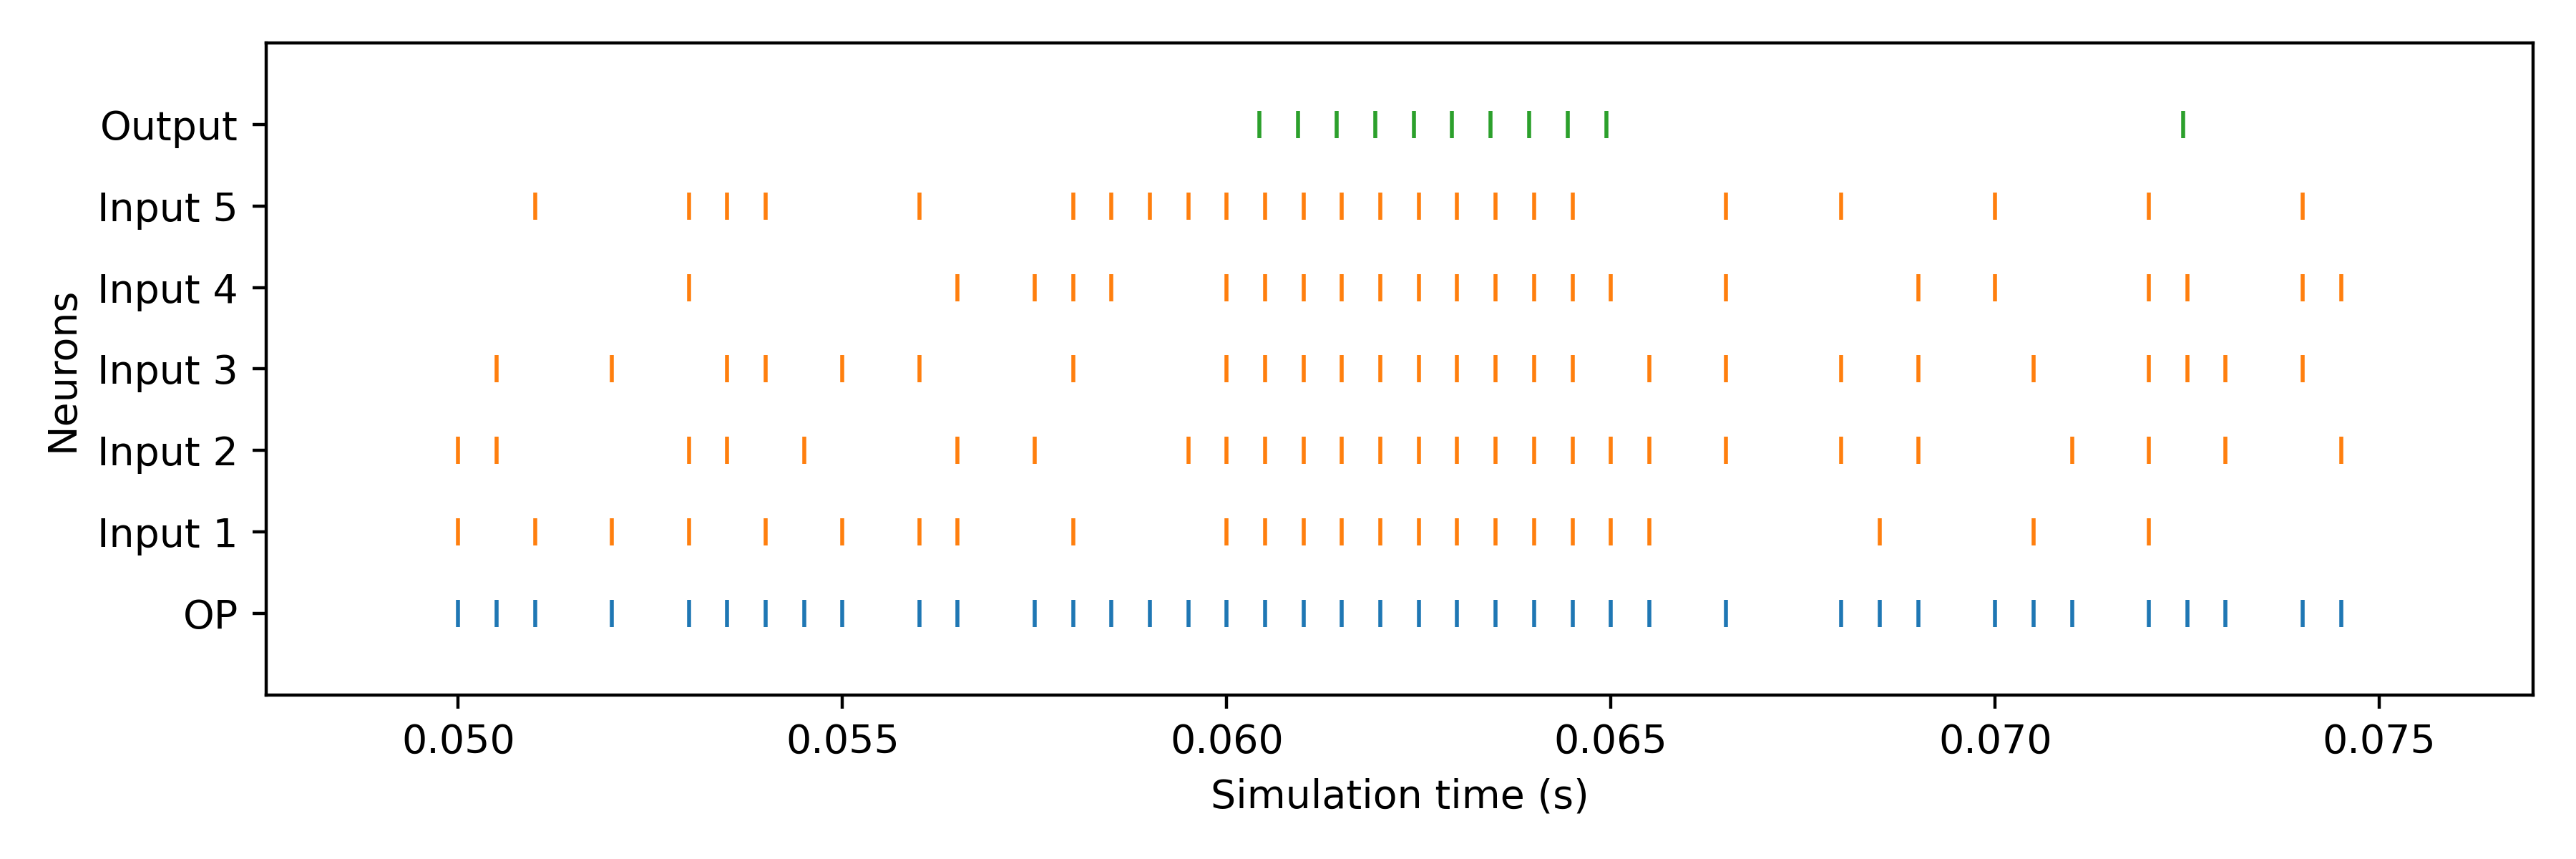 Output
Input 5
Input 4
Input 3
Input 2
Input 1
OP
Neurons
0.050 0.055 0.060 0.065 0.070 0.075
Simulation time (s)